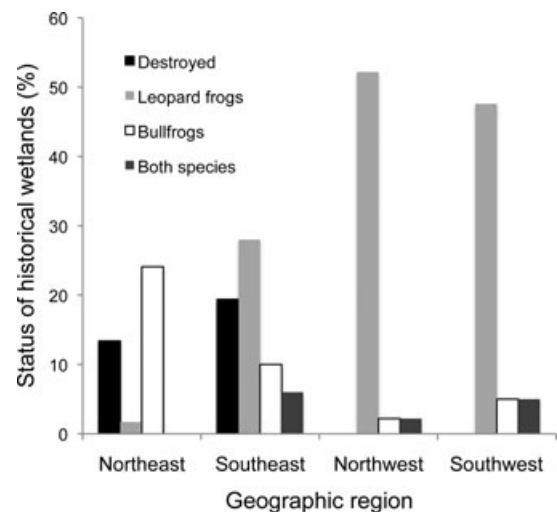 Status of historical wetlands (%)
60
50
40
30
20
10
0
Destroyed
Leopard frogs
Bullfrogs
Both species
Northeast Southeast Northwest Southwest
Geographic region